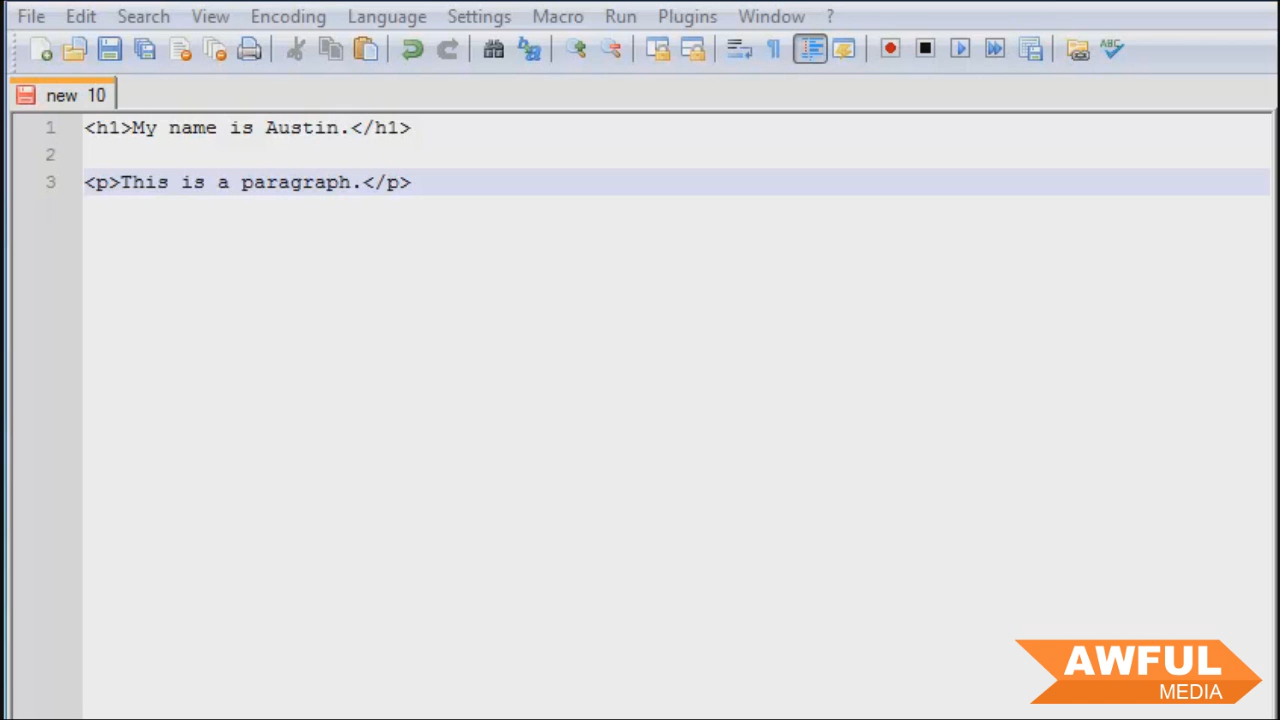 File Edit Search View Encoding Language Settings Macro Run Plugins Window ?
ABC
new 10
1 <h1>My name is Austin.</h1>
2
3 <p>This is a paragraph.</p>
AWFUL
MEDIA